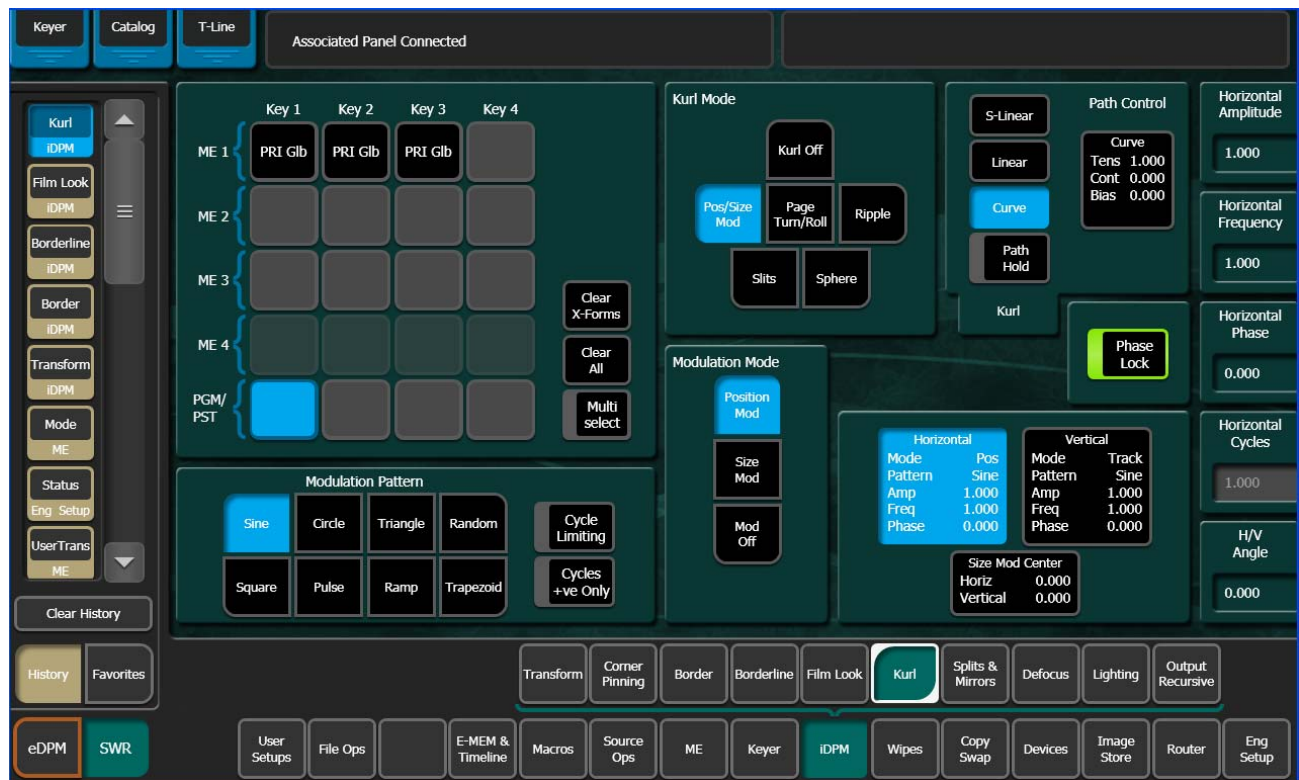 Keyer
Catalog
T-Line
Associated Panel Connected
Kurl
iDPM
Film Look
iDPM
Borderline
iDPM
Border
iDPM
Transform
iDPM
Mode
ME
Status
Eng Setup
UserTrans
ME
Clear History
History
Favorites
Key 1
Key 2
Key 3
Key 4
ME 1
PRI Glb
PRI Glb
PRI Glb
ME 2
ME 3
ME 4
PGM/
PST
Clear
X-Forms
Clear
All
Multi
select
Modulation Pattern
Sine
Circle
Triangle
Random
Square
Pulse
Ramp
Trapezoid
Cycle
Limiting
Cycles
+ve Only
Kurl Mode
Kurl Off
Pos/Size
Mod
Page
Turn/Roll
Ripple
Slits
Sphere
Modulation Mode
Position
Mod
Size
Mod
Mod
Off
S-Linear
Linear
Curve
Path
Hold
Path Control
Curve
Tens 1.000
Cont 0.000
Bias 0.000
Kurl
Phase
Lock
Horizontal
Mode Pos
Pattern Sine
Amp 1.000
Freq 1.000
Phase 0.000
Vertical
Mode Track
Pattern Sine
Amp 1.000
Freq 1.000
Phase 0.000
Size Mod Center
Horiz 0.000
Vertical 0.000
Horizontal
Amplitude
1.000
Horizontal
Frequency
1.000
Horizontal
Phase
0.000
Horizontal
Cycles
1.000
H/V
Angle
0.000
Transform
Corner
Pinning
Border
Borderline
Film Look
Kurl
Splits &
Mirrors
Defocus
Lighting
Output
Recursive
eDPM
SWR
User
Setups
File Ops
E-MEM &
Timeline
Macros
Source
Ops
ME
Keyer
iDPM
Wipes
Copy
Swap
Devices
Image
Store
Router
Eng
Setup